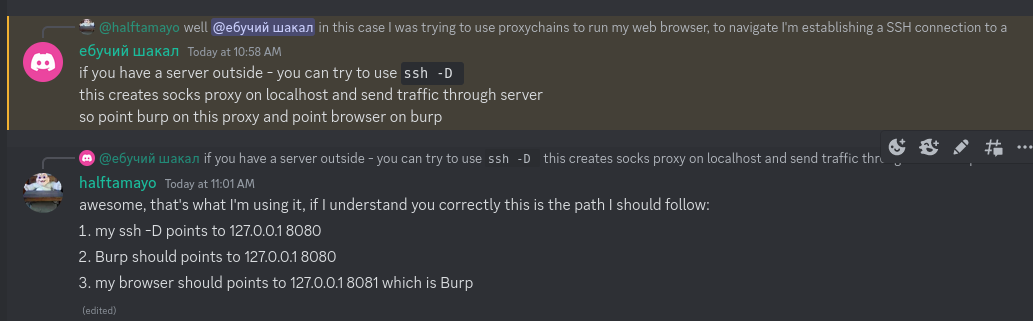 @halftamayo well @ебучий шакал in this case I was trying to use proxychains to run my web browser, to navigate I'm establishing a SSH connection to a
ебучий шакал Today at 10:58 AM
if you have a server outside - you can try to use ssh -D
this creates socks proxy on localhost and send traffic through server
so point burp on this proxy and point browser on burp
@ебучий шакал if you have a server outside - you can try to use ssh -D this creates socks proxy on localhost and send traffic
halftamayo Today at 11:01 AM
awesome, that's what I'm using it, if I understand you correctly this is the path I should follow:
1. my ssh -D points to 127.0.0.1 8080
2. Burp should points to 127.0.0.1 8080
3. my browser should points to 127.0.0.1 8081 which is Burp
(edited)